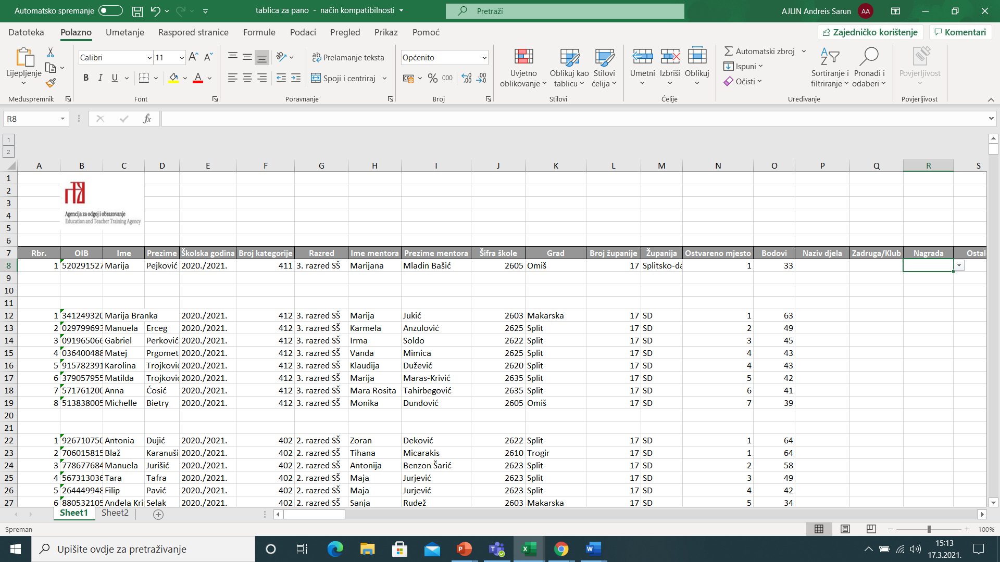 Automatsko spremanje
tablica za pano - način kompatibilnosti
Pretraži
AJLIN Andreis Sarun
AA
Datoteka Polazno Umetanje Raspored stranice Formule Podaci Pregled Prikaz Pomoć
Zajedničko korištenje
Komentari
Lijepljenje
Međuspremnik
Calibri 11
B I U
Font
Prelamanje teksta
Spoji i centriraj
Poravnanje
Općenito
% 000
Broj
Uvjetno oblikovanje
Oblikuj kao tablicu
Stilovi ćelija
Stilovi
Umetni Izbriši Oblikuj
Ćelije
Automatski zbroj
Ispuni
Očisti
Sortiranje i filtriranje
Pronađi i odaberi
Uređivanje
Povjerljivost
Povjerljivost
R8
fx
1
2
A B C D E F G H I J K L M N O P Q R S
1
2
3
4
5
6
Agencija za odgoj i obrazovanje
Education and Teacher Training Agency
7 Rbr. OIB Ime Prezime Školska godina Broj kategorije Razred Ime mentora Prezime mentora Šifra škole Grad Broj županije Županija Ostvareno mjesto Bodovi Naziv djela Zadruga/Klub Nagrada Ostal
8 1 520291527 Marija Pejković 2020./2021. 411 3. razred SŠ Marijana Mladin Bašić 2605 Omiš 17 Splitsko-da 1 33
9
10
11
12 1 341249320 Marija Branka 2020./2021. 412 3. razred SŠ Marija Jukić 2603 Makarska 17 SD 1 63
13 2 029799693 Manuela Erceg 2020./2021. 412 3. razred SŠ Karmela Anzulović 2625 Split 17 SD 2 49
14 3 091965066 Gabriel Perković 2020./2021. 412 3. razred SŠ Irma Soldo 2622 Split 17 SD 3 45
15 4 036400488 Matej Prgomet 2020./2021. 412 3. razred SŠ Vanda Mimica 2625 Split 17 SD 4 43
16 5 915782391 Karolina Trojković 2020./2021. 412 3. razred SŠ Klaudija Dužević 2620 Split 17 SD 4 43
17 6 379057955 Matilda Trojković 2020./2021. 412 3. razred SŠ Marija Maras-Krivić 2635 Split 17 SD 5 42
18 7 571761200 Anna Ćosić 2020./2021. 412 3. razred SŠ Mara Rosita Tahirbegović 2635 Split 17 SD 6 41
19 8 513838005 Michelle Bietry 2020./2021. 412 3. razred SŠ Monika Dundović 2605 Omiš 17 SD 7 39
20
21
22 1 926710750 Antonia Dujić 2020./2021. 402 2. razred SŠ Zoran Deković 2622 Split 17 SD 1 64
23 2 706015815 Blaž Karanuši 2020./2021. 402 2. razred SŠ Tihana Micarakis 2610 Trogir 17 SD 1 64
24 3 778677684 Manuela Jurišić 2020./2021. 402 2. razred SŠ Antonija Benzon Šarić 2623 Split 17 SD 2 58
25 4 567313036 Tara Tafra 2020./2021. 402 2. razred SŠ Maja Jurjević 2623 Split 17 SD 3 49
26 5 264449948 Filip Pavić 2020./2021. 402 2. razred SŠ Maja Jurjević 2623 Split 17 SD 4 42
27 6 880532105 Anđela Kris Selak 2020./2021. 402 2. razred SŠ Sanja Rudež 2603 Makarska 17 SD 5 34
Sheet1 Sheet2
Spreman
100%
Upišite ovdje za pretraživanje
15:13
17.3.2021.